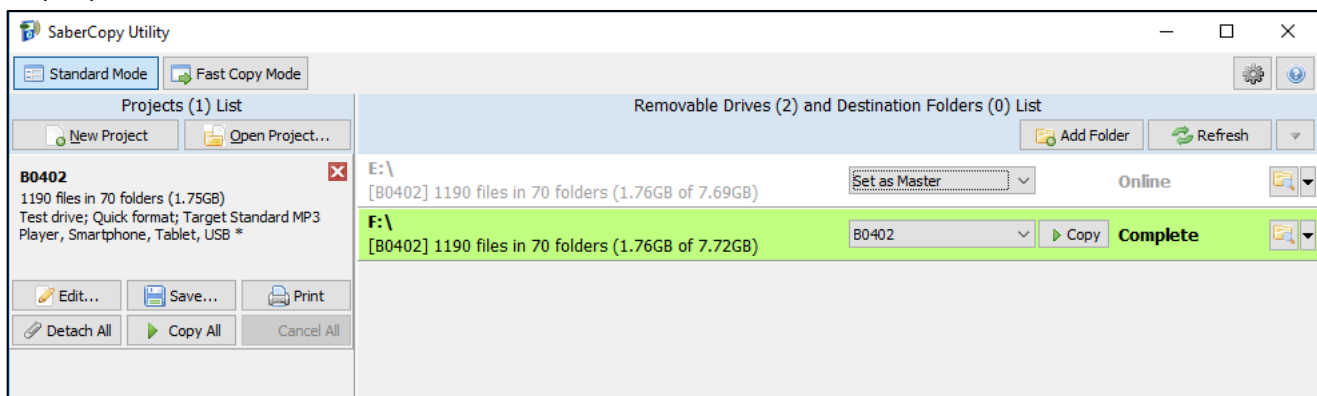 SaberCopy Utility
Standard Mode Fast Copy Mode
Projects (1) List
New Project Open Project...
B0402
1190 files in 70 folders (1.75GB)
Test drive; Quick format; Target Standard MP3
Player, Smartphone, Tablet, USB *
Edit... Save... Print
Detach All Copy All Cancel All
Removable Drives (2) and Destination Folders (0) List
Add Folder Refresh
E:\
[B0402] 1190 files in 70 folders (1.76GB of 7.69GB)
Set as Master Online
F:\
[B0402] 1190 files in 70 folders (1.76GB of 7.72GB)
B0402 Copy Complete